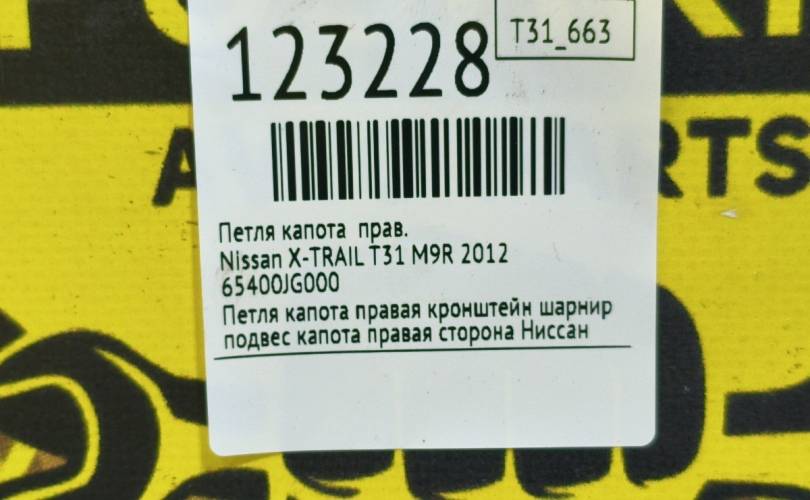 123228
T31_663
Петля капота прав.
Nissan X-TRAIL T31 M9R 2012
65400JG000
Петля капота правая кронштейн шарнир
подвес капота правая сторона Ниссан